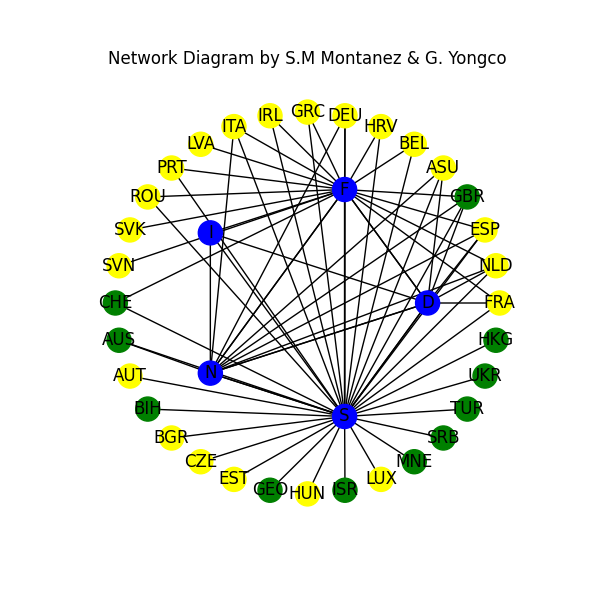 Network Diagram by S.M Montanez & G. Yongco
IRL GRC DEU
ITA HRV
LVA BEL
PRT ASU
ROU F GBR
SVK ESP
SVN NLD
CHE D FRA
AUS HKG
AUT N UKR
BIH S TUR
BGR SRB
CZE MNE
EST LUX
GEO HUN ISR